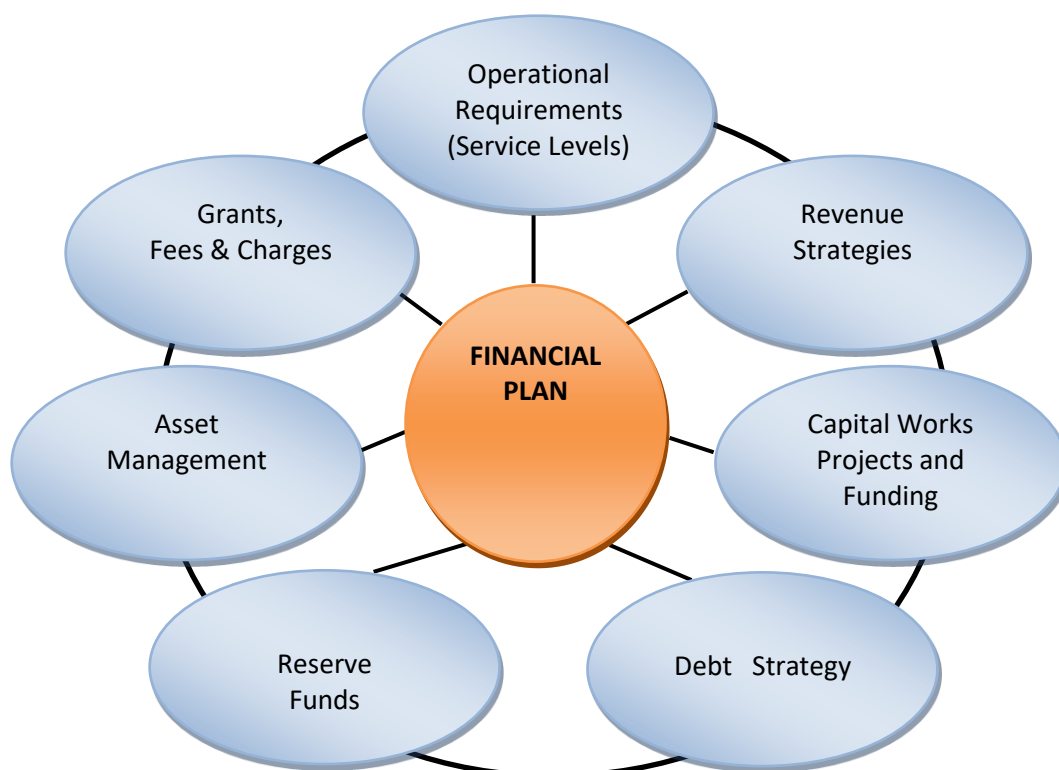 Operational
Requirements
(Service Levels)
Grants,
Fees & Charges
Revenue
Strategies
FINANCIAL
PLAN
Asset
Management
Capital Works
Projects and
Funding
Reserve
Funds
Debt Strategy